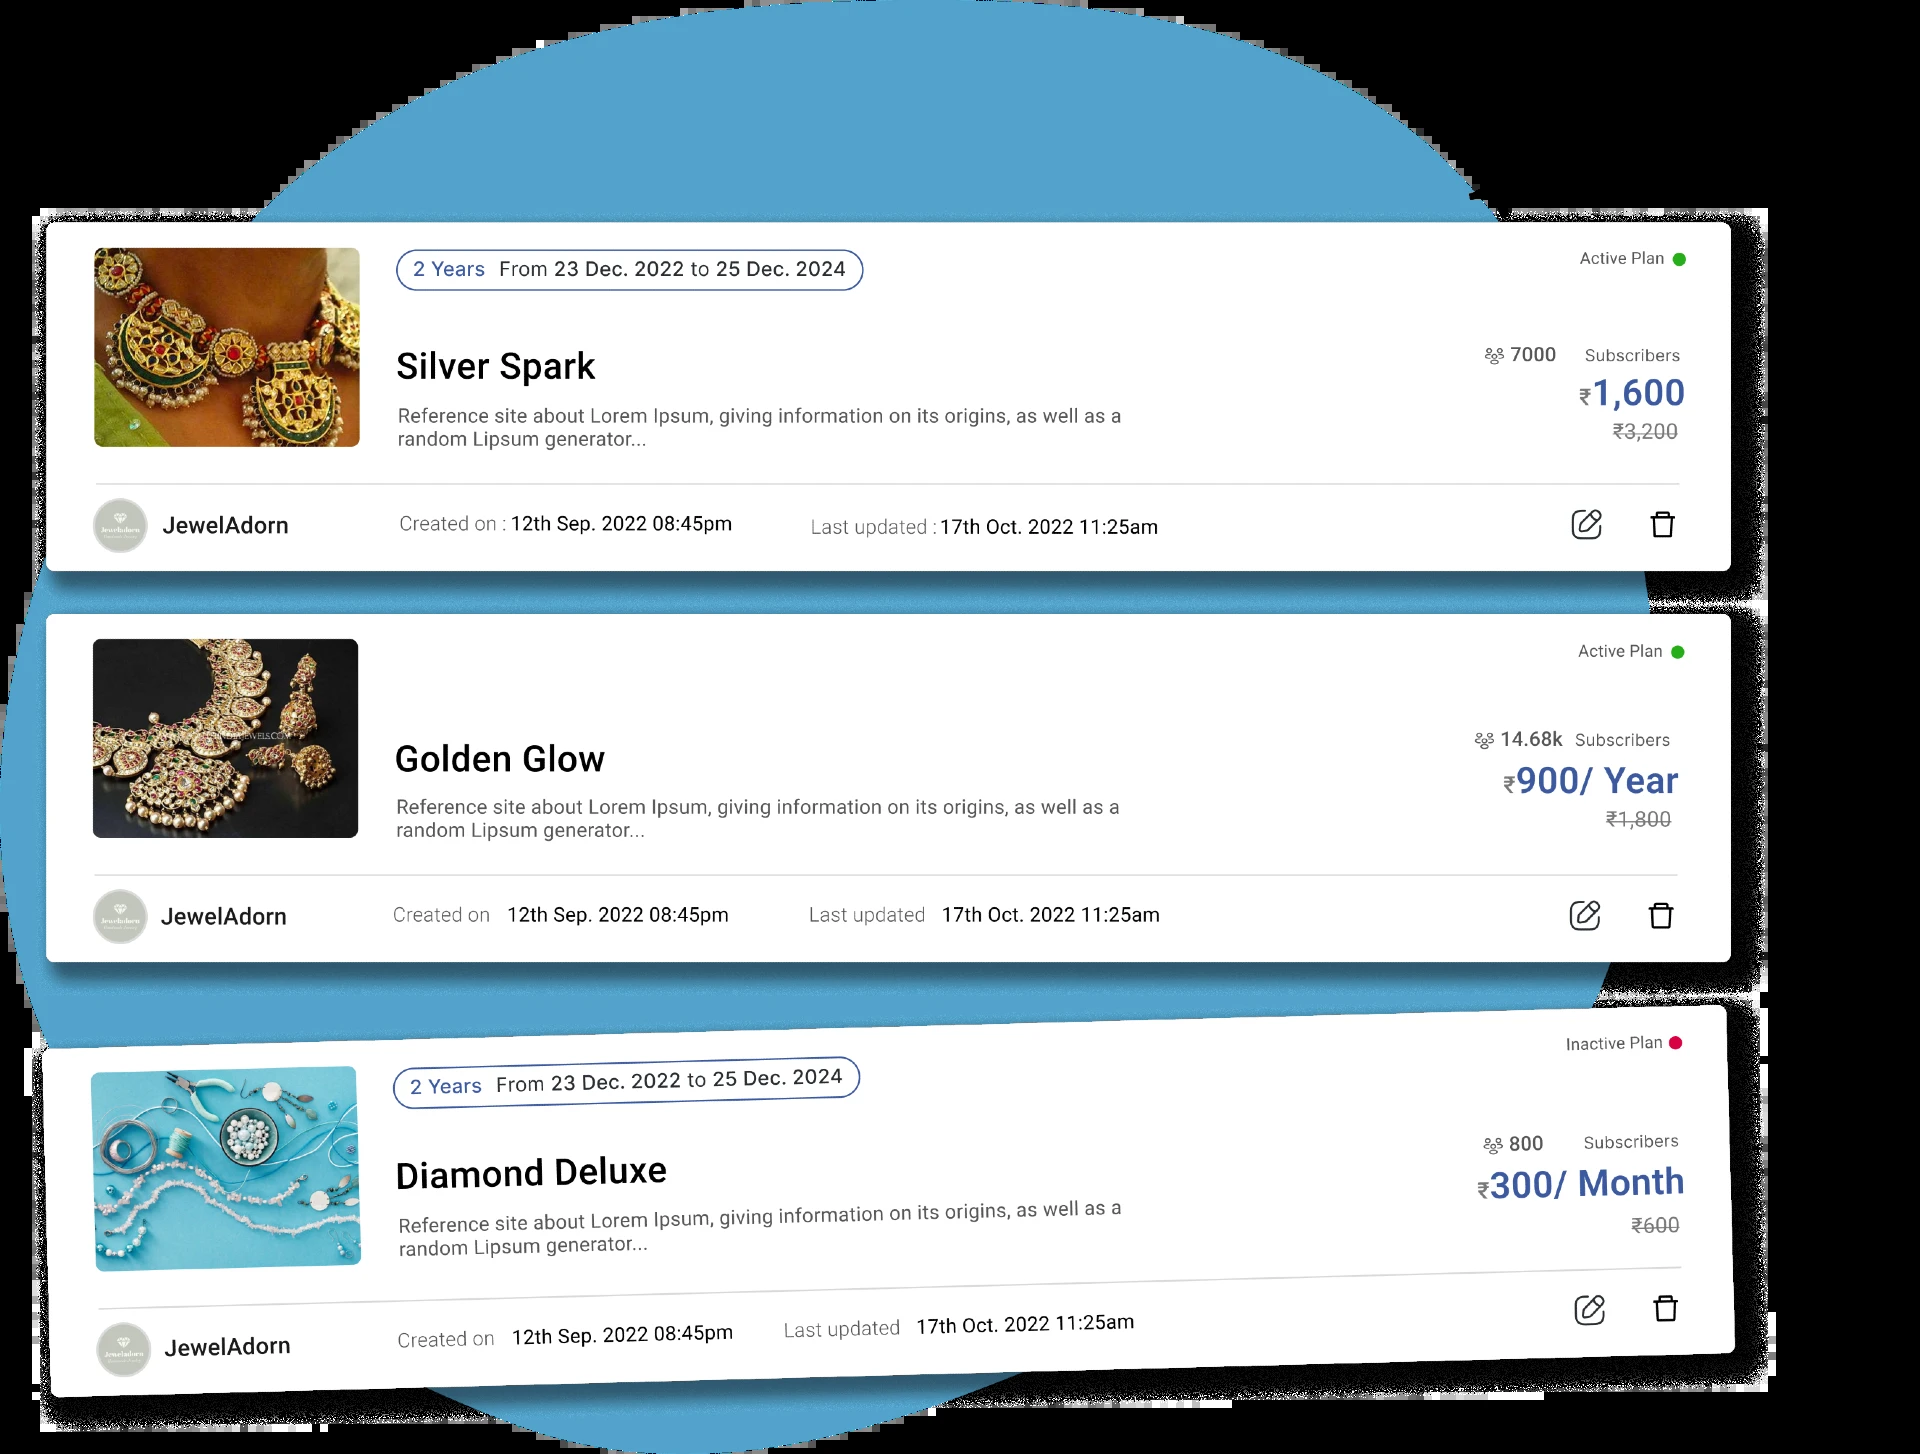 2 Years From 23 Dec. 2022 to 25 Dec. 2024
Active Plan
Silver Spark
7000 Subscribers
₹1,600
₹3,200
Reference site about Lorem Ipsum, giving information on its origins, as well as a
random Lipsum generator...
JewelAdorn
Created on : 12th Sep. 2022 08:45pm
Last updated : 17th Oct. 2022 11:25am
Active Plan
Golden Glow
14.68k Subscribers
₹900/ Year
₹1,800
Reference site about Lorem Ipsum, giving information on its origins, as well as a
random Lipsum generator...
JewelAdorn
Created on 12th Sep. 2022 08:45pm
Last updated 17th Oct. 2022 11:25am
2 Years From 23 Dec. 2022 to 25 Dec. 2024
Inactive Plan
Diamond Deluxe
800 Subscribers
₹300/ Month
₹600
Reference site about Lorem Ipsum, giving information on its origins, as well as a
random Lipsum generator...
JewelAdorn
Created on 12th Sep. 2022 08:45pm
Last updated 17th Oct. 2022 11:25am